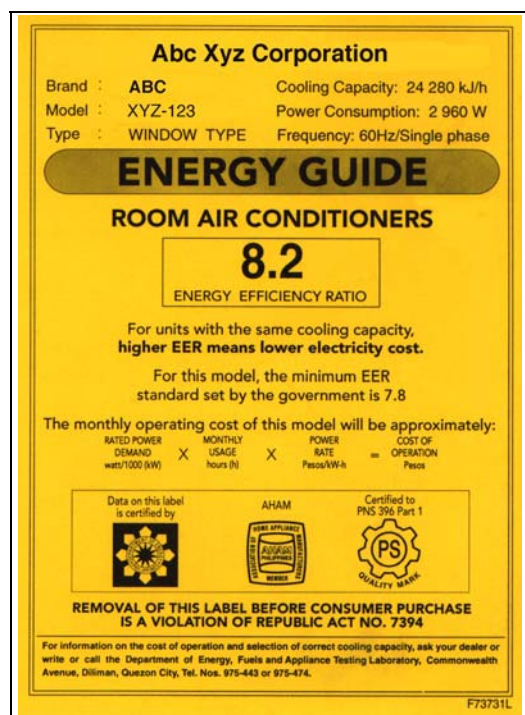 Abc Xyz Corporation
Brand : ABC Cooling Capacity: 24 280 kJ/h
Model : XYZ-123 Power Consumption: 2 960 W
Type : WINDOW TYPE Frequency: 60Hz/Single phase
ENERGY GUIDE
ROOM AIR CONDITIONERS
8.2
ENERGY EFFICIENCY RATIO
For units with the same cooling capacity,
higher EER means lower electricity cost.
For this model, the minimum EER
standard set by the government is 7.8
The monthly operating cost of this model will be approximately:
RATED POWER MONTHLY POWER COST OF
DEMAND X USAGE X RATE = OPERATION
watt/1000 (kW) hours (h) Pesos/kW-h Pesos
Data on this label
is certified by
AHAM
HOME APPLIANCE
MANUFACTURERS
ASSOCIATION OF
AHAM
PHILIPPINES
MEMBER
Certified to
PNS 396 Part 1
PS
QUALITY MARK
REMOVAL OF THIS LABEL BEFORE CONSUMER PURCHASE
IS A VIOLATION OF REPUBLIC ACT NO. 7394
For information on the cost of operation and selection of correct cooling capacity, ask your dealer or
write or call the Department of Energy, Fuels and Appliance Testing Laboratory, Commonwealth
Avenue, Diliman, Quezon City, Tel. Nos. 975-443 or 975-474.
F73731L